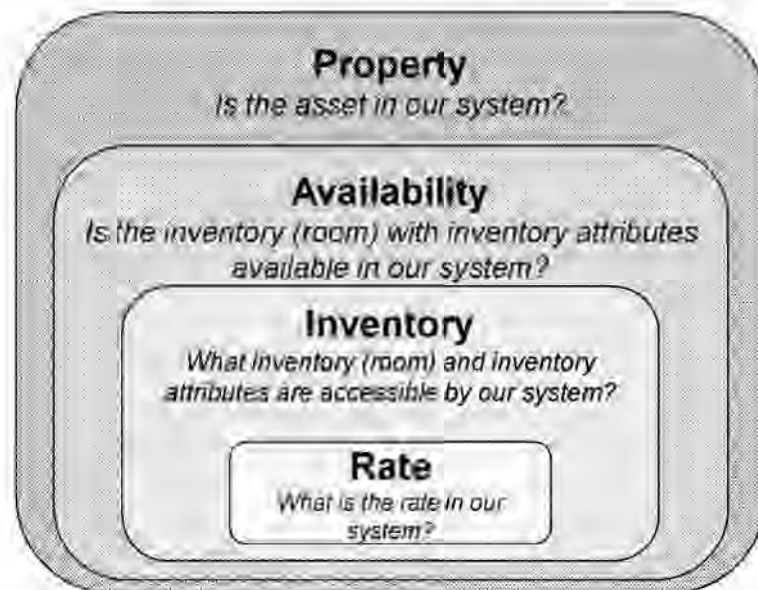 Property
Is the asset in our system?
Availability
Is the inventory (room) with inventory attributes
available in our system?
Inventory
What inventory (room) and inventory
attributes are accessible by our system?
Rate
What is the rate in our
system?